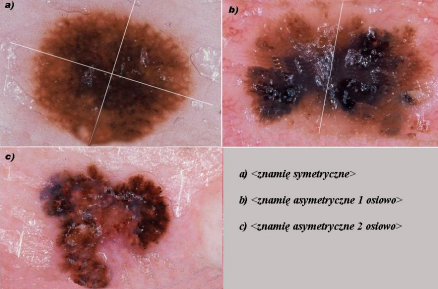 a)
b)
c)
a) <znamię symetryczne>
b) <znamię asymetryczne 1 osiowo>
c) <znamię asymetryczne 2 osiowo>